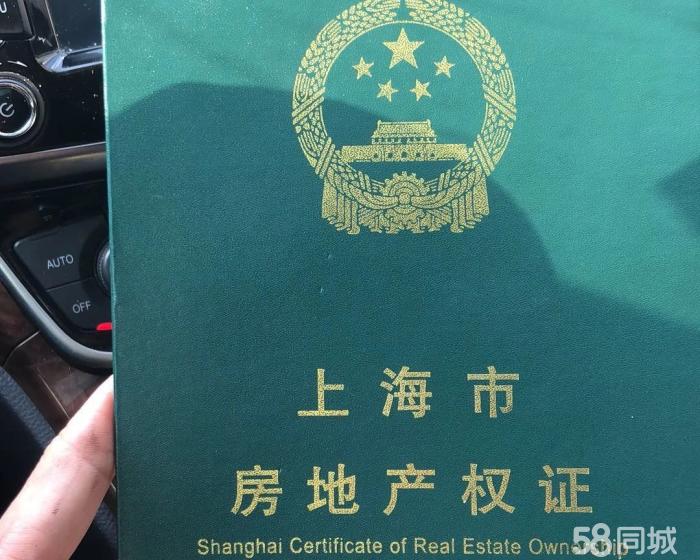 AUTO
OFF
上海市
房地产权证
Shanghai Certificate of Real Estate Ownership
58同城